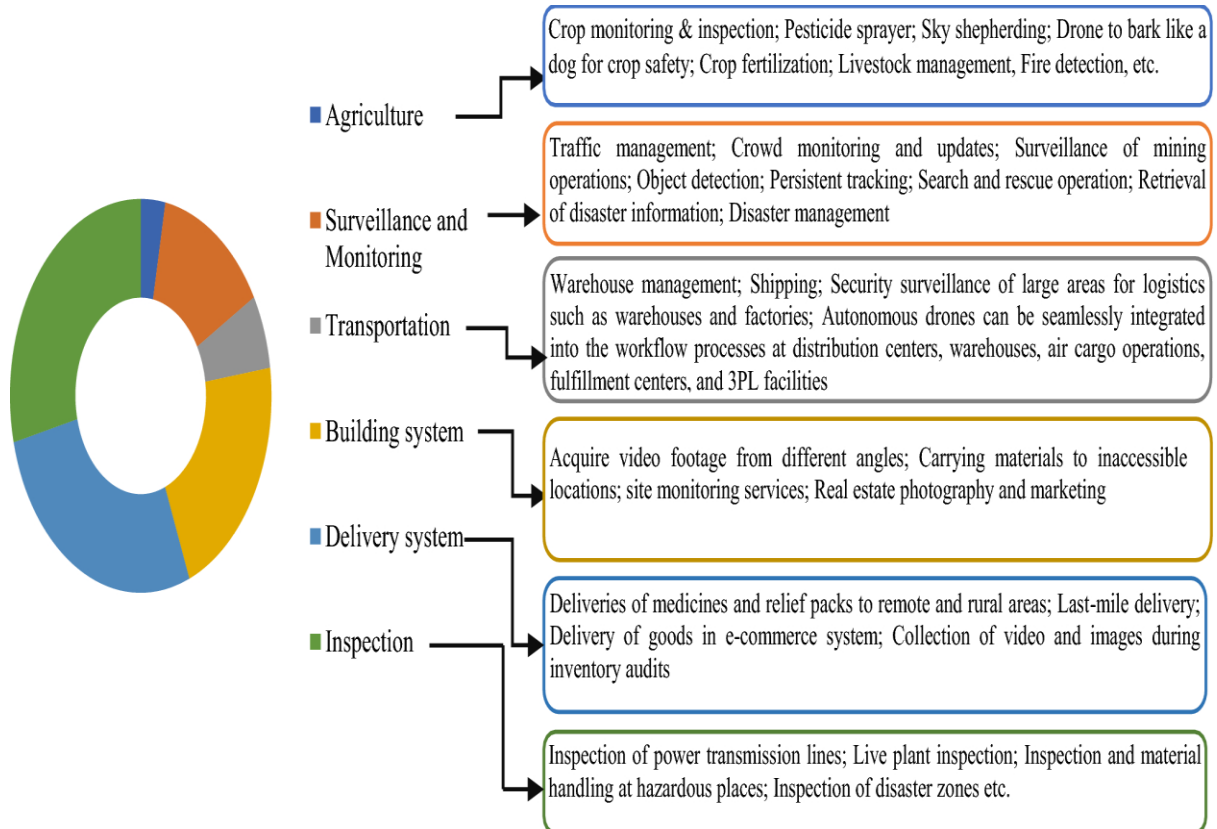 Crop monitoring & inspection; Pesticide sprayer; Sky shepherding; Drone to bark like a
dog for crop safety; Crop fertilization; Livestock management, Fire detection, etc.
Agriculture
Traffic management; Crowd monitoring and updates; Surveillance of mining
operations; Object detection; Persistent tracking; Search and rescue operation; Retrieval
of disaster information; Disaster management
Surveillance and
Monitoring
Warehouse management; Shipping; Security surveillance of large areas for logistics
such as warehouses and factories; Autonomous drones can be seamlessly integrated
into the workflow processes at distribution centers, warehouses, air cargo operations,
fulfillment centers, and 3PL facilities
Transportation
Building system
Acquire video footage from different angles; Carrying materials to inaccessible
locations; site monitoring services; Real estate photography and marketing
Delivery system
Deliveries of medicines and relief packs to remote and rural areas; Last-mile delivery;
Delivery of goods in e-commerce system; Collection of video and images during
inventory audits
Inspection
Inspection of power transmission lines; Live plant inspection; Inspection and material
handling at hazardous places; Inspection of disaster zones etc.